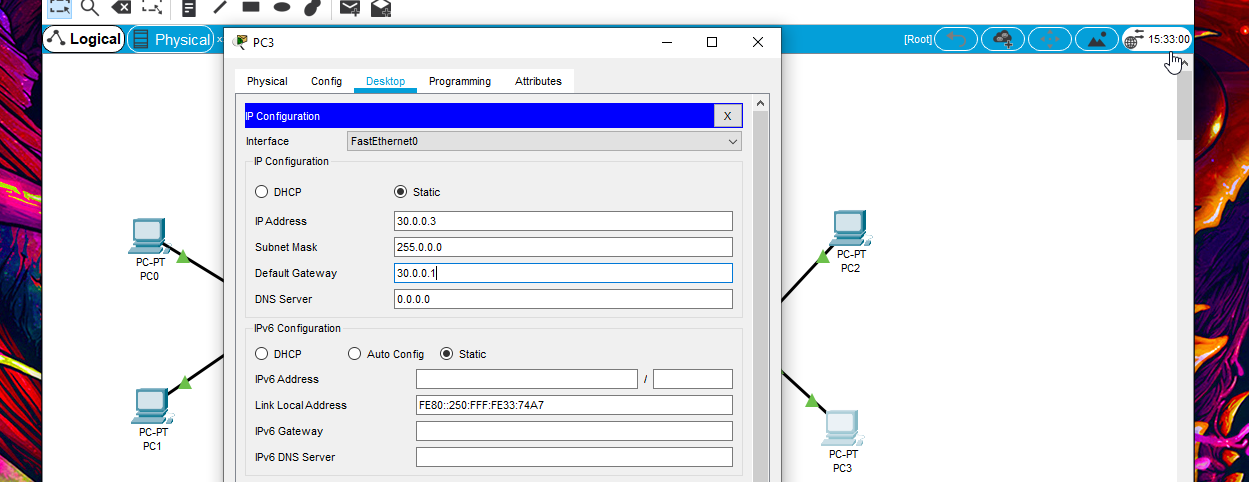 Logical
Physical
x
PC3
[Root]
15:33:00
Physical Config Desktop Programming Attributes
IP Configuration
X
Interface
FastEthernet0
IP Configuration
DHCP
Static
IP Address
30.0.0.3
Subnet Mask
255.0.0.0
Default Gateway
30.0.0.1
DNS Server
0.0.0.0
IPv6 Configuration
DHCP
Auto Config
Static
IPv6 Address
/
Link Local Address
FE80::250:FFF:FE33:74A7
IPv6 Gateway
IPv6 DNS Server
PC-PT
PC0
PC-PT
PC1
PC-PT
PC2
PC-PT
PC3